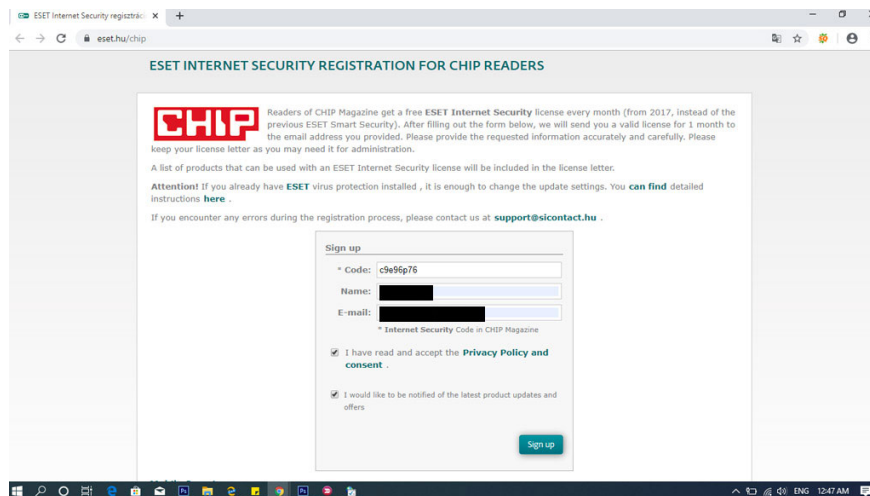 ESET Internet Security regisztrác
eset.hu/chip
ESET INTERNET SECURITY REGISTRATION FOR CHIP READERS
CHIP
Readers of CHIP Magazine get a free ESET Internet Security license every month (from 2017, instead of the
previous ESET Smart Security). After filling out the form below, we will send you a valid license for 1 month to
the email address you provided. Please provide the requested information accurately and carefully. Please
keep your license letter as you may need it for administration.
A list of products that can be used with an ESET Internet Security license will be included in the license letter.
Attention! If you already have ESET virus protection installed , it is enough to change the update settings. You can find detailed
instructions here .
If you encounter any errors during the registration process, please contact us at support@sicontact.hu .
Sign up
* Code: c9e96p76
Name:
E-mail:
* Internet Security Code in CHIP Magazine
I have read and accept the Privacy Policy and
consent .
I would like to be notified of the latest product updates and
offers
Sign up
ENG 12:47 AM